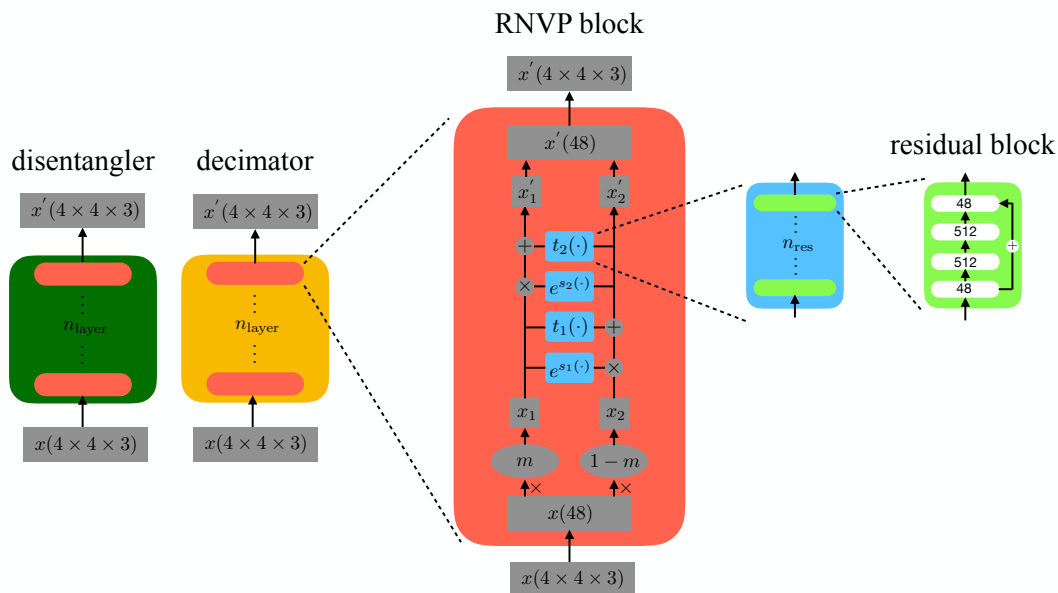 RNVP block
x′(4 × 4 × 3)
x′(48)
x₁′
x₂′
+
t₂(·)
×
e^{s₂(·)}
t₁(·)
+
e^{s₁(·)}
×
x₁
x₂
m
1 − m
×
×
x(48)
x(4 × 4 × 3)
disentangler
x′(4 × 4 × 3)
n_layer
x(4 × 4 × 3)
decimator
x′(4 × 4 × 3)
n_layer
x(4 × 4 × 3)
n_res
residual block
48
512
+
512
48